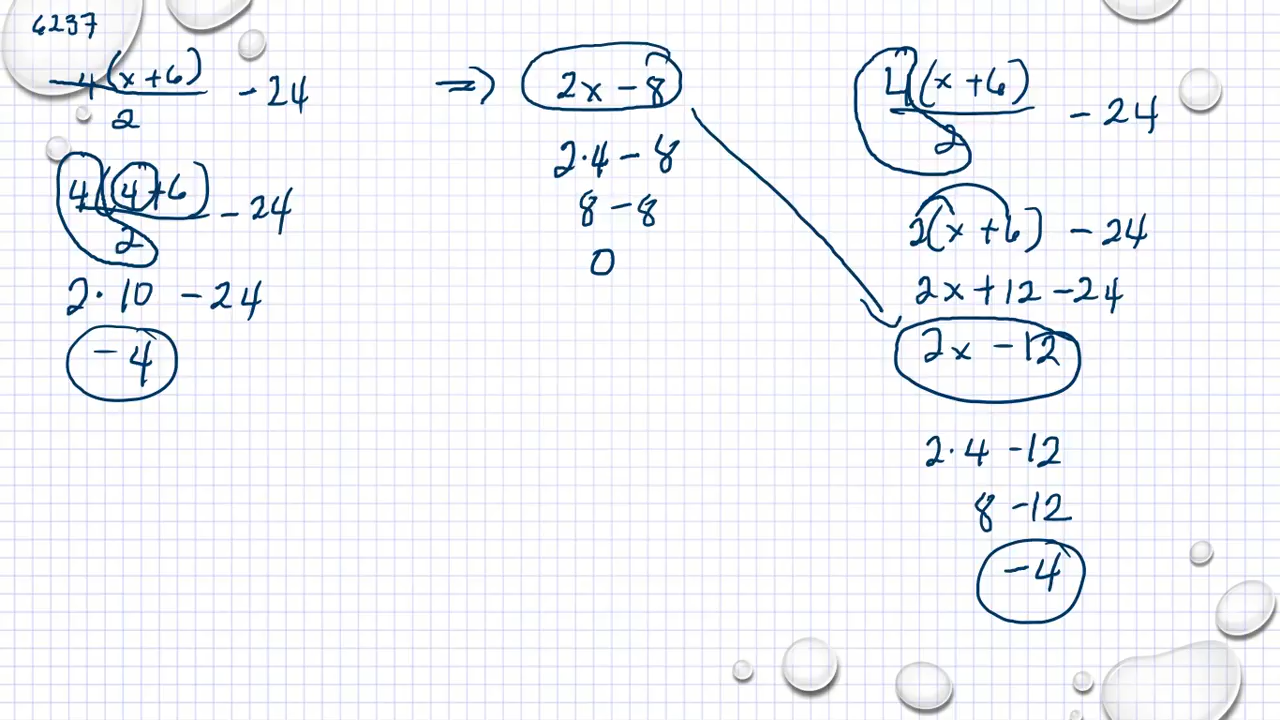 6237
4(x+6)/2 - 24
4(4+6)/2 - 24
2·10 - 24
-4
⇒ 2x - 8
2·4 - 8
8 - 8
0
4(x+6)/2 - 24
2(x+6) - 24
2x + 12 - 24
2x - 12
2·4 - 12
8 - 12
-4